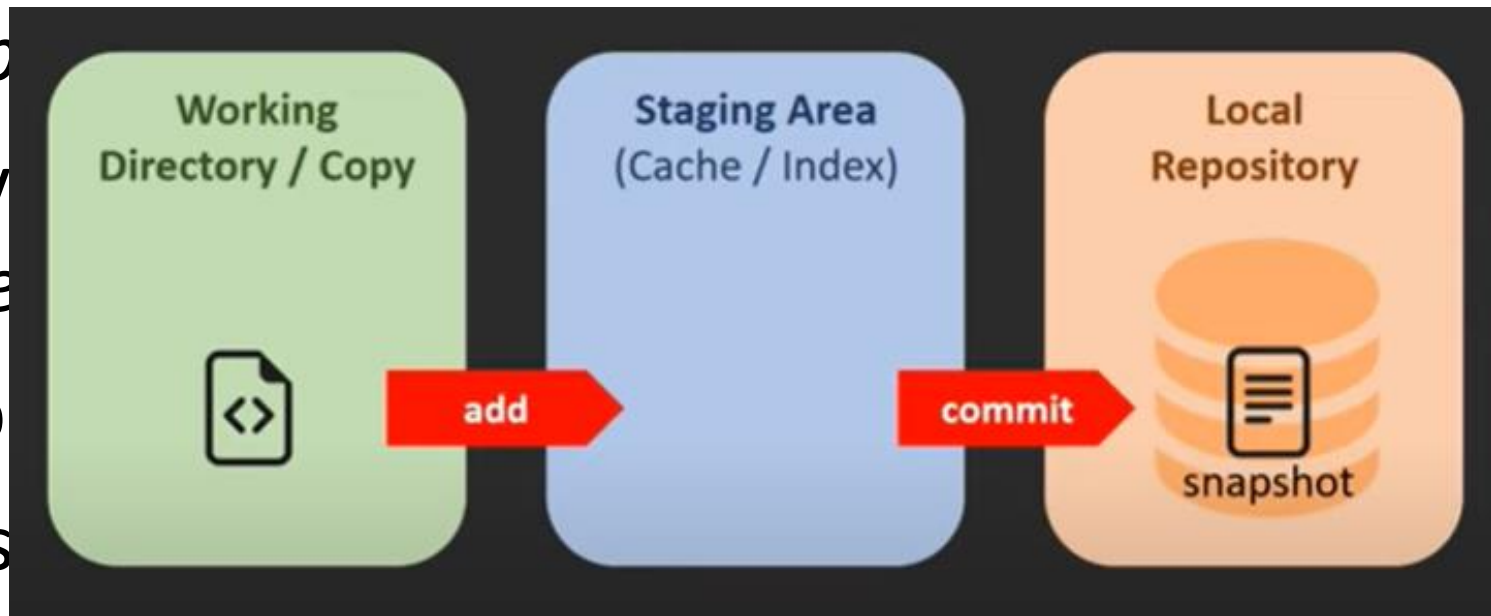 Working
Directory / Copy
Staging Area
(Cache / Index)
Local
Repository
<>
add
commit
snapshot